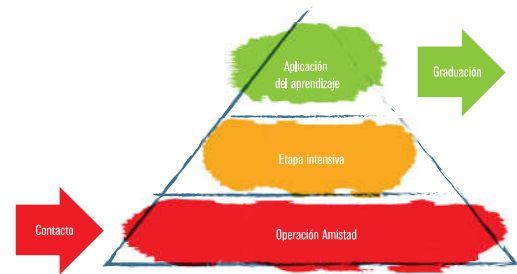 Aplicación
del aprendizaje
Graduación
Etapa intensiva
Contacto
Operación Amistad